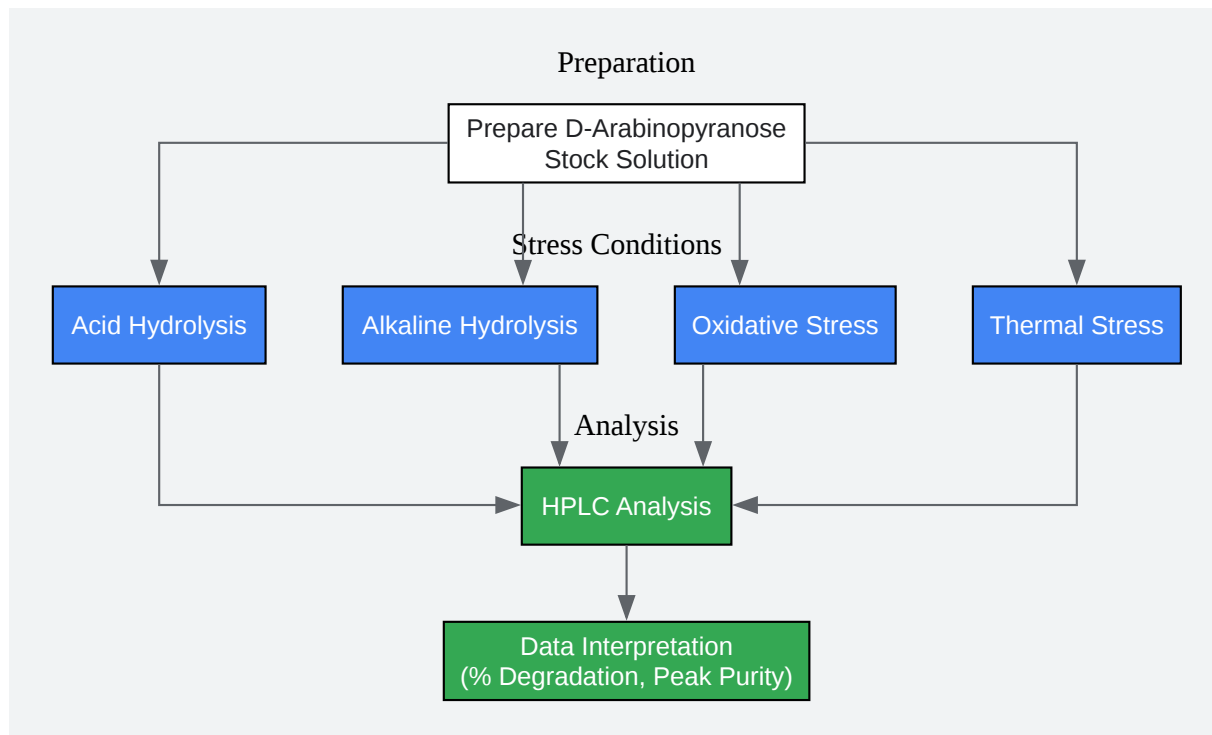 Preparation
Prepare D-Arabinopyranose
Stock Solution
Stress Conditions
Acid Hydrolysis
Alkaline Hydrolysis
Oxidative Stress
Thermal Stress
Analysis
HPLC Analysis
Data Interpretation
(% Degradation, Peak Purity)